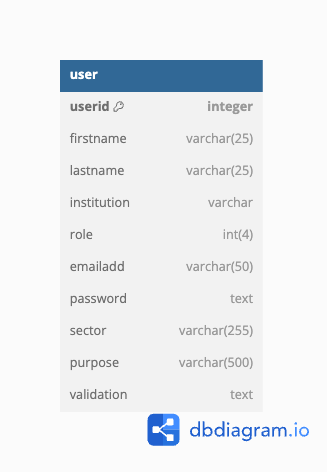 user
userid integer
firstname varchar(25)
lastname varchar(25)
institution varchar
role int(4)
emailadd varchar(50)
password text
sector varchar(255)
purpose varchar(500)
validation text
dbdiagram.io